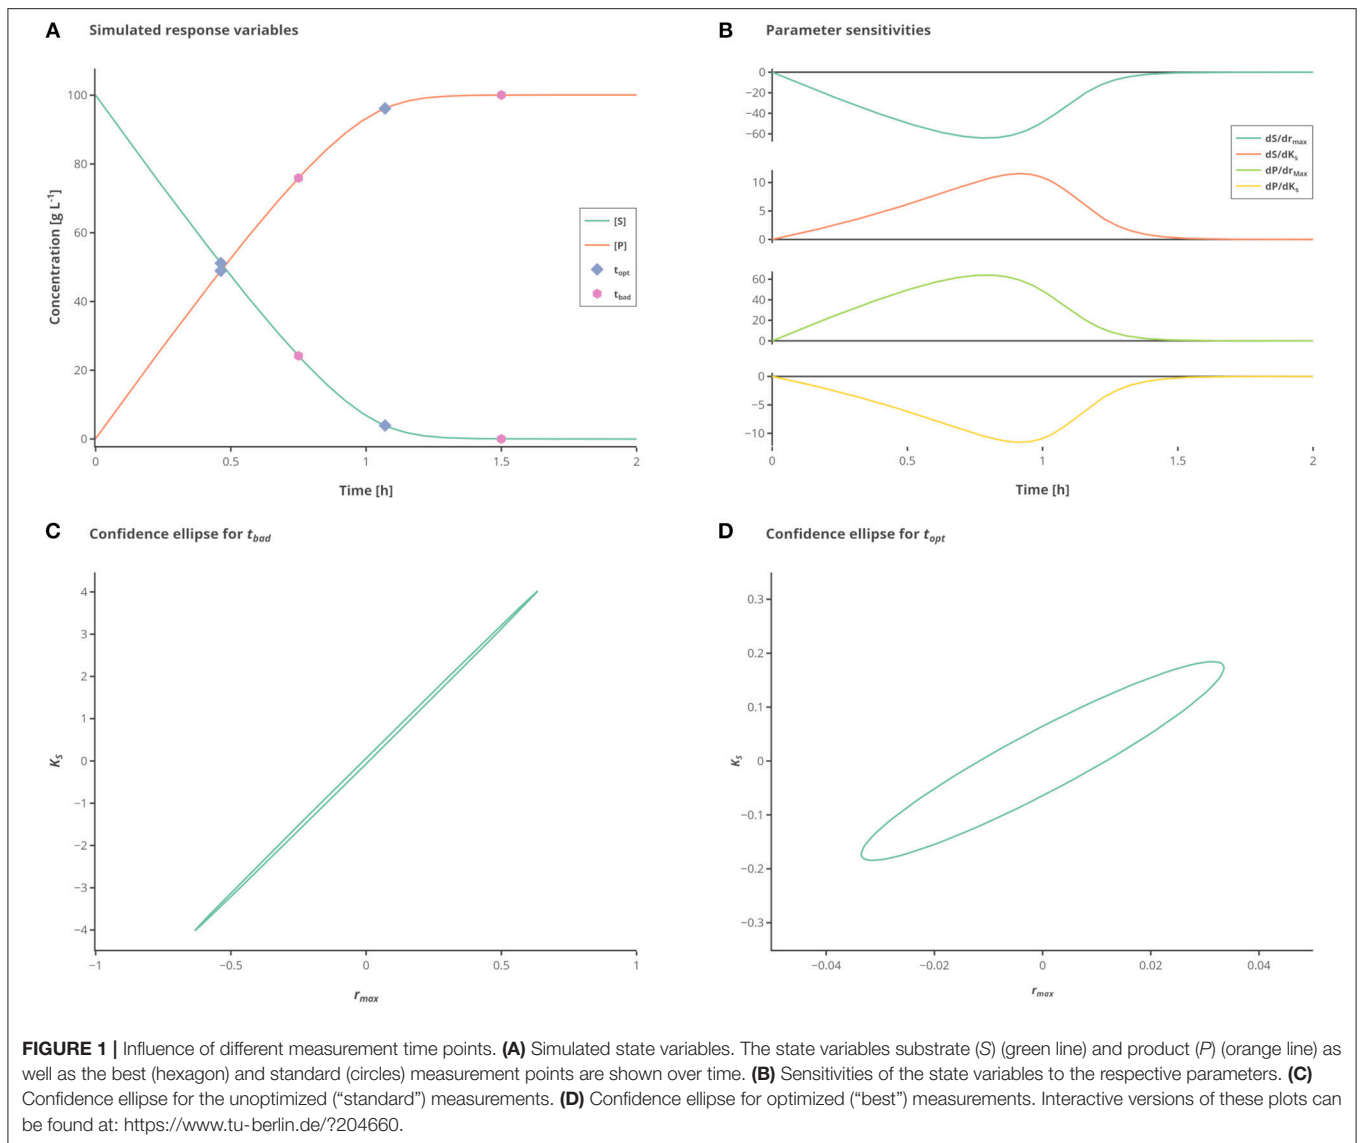 A Simulated response variables
100
80
60
40
20
0
Concentration [g L⁻¹]
0 0.5 1 1.5 2
Time [h]
[S]
[P]
t_opt
t_bad
B Parameter sensitivities
0
−20
−40
−60
10
5
0
60
40
20
0
0
−5
−10
0 0.5 1 1.5 2
Time [h]
dS/dr_max
dS/dK_s
dP/dr_Max
dP/dK_s
C Confidence ellipse for t_bad
4
3
2
1
0
−1
−2
−3
−4
K_S
−1 −0.5 0 0.5 1
r_max
D Confidence ellipse for t_opt
0.3
0.2
0.1
0
−0.1
−0.2
−0.3
K_S
−0.04 −0.02 0 0.02 0.04
r_max
FIGURE 1 | Influence of different measurement time points. (A) Simulated state variables. The state variables substrate (S) (green line) and product (P) (orange line) as
well as the best (hexagon) and standard (circles) measurement points are shown over time. (B) Sensitivities of the state variables to the respective parameters. (C)
Confidence ellipse for the unoptimized (“standard”) measurements. (D) Confidence ellipse for optimized (“best”) measurements. Interactive versions of these plots can
be found at: https://www.tu-berlin.de/?204660.